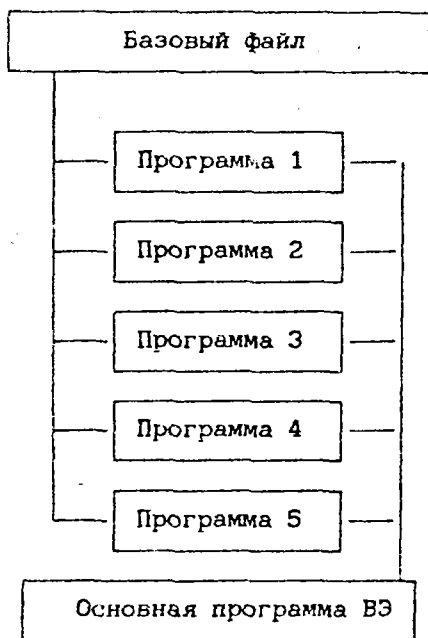 Базовый файл
Программа 1
Программа 2
Программа 3
Программа 4
Программа 5
Основная программа ВЭ